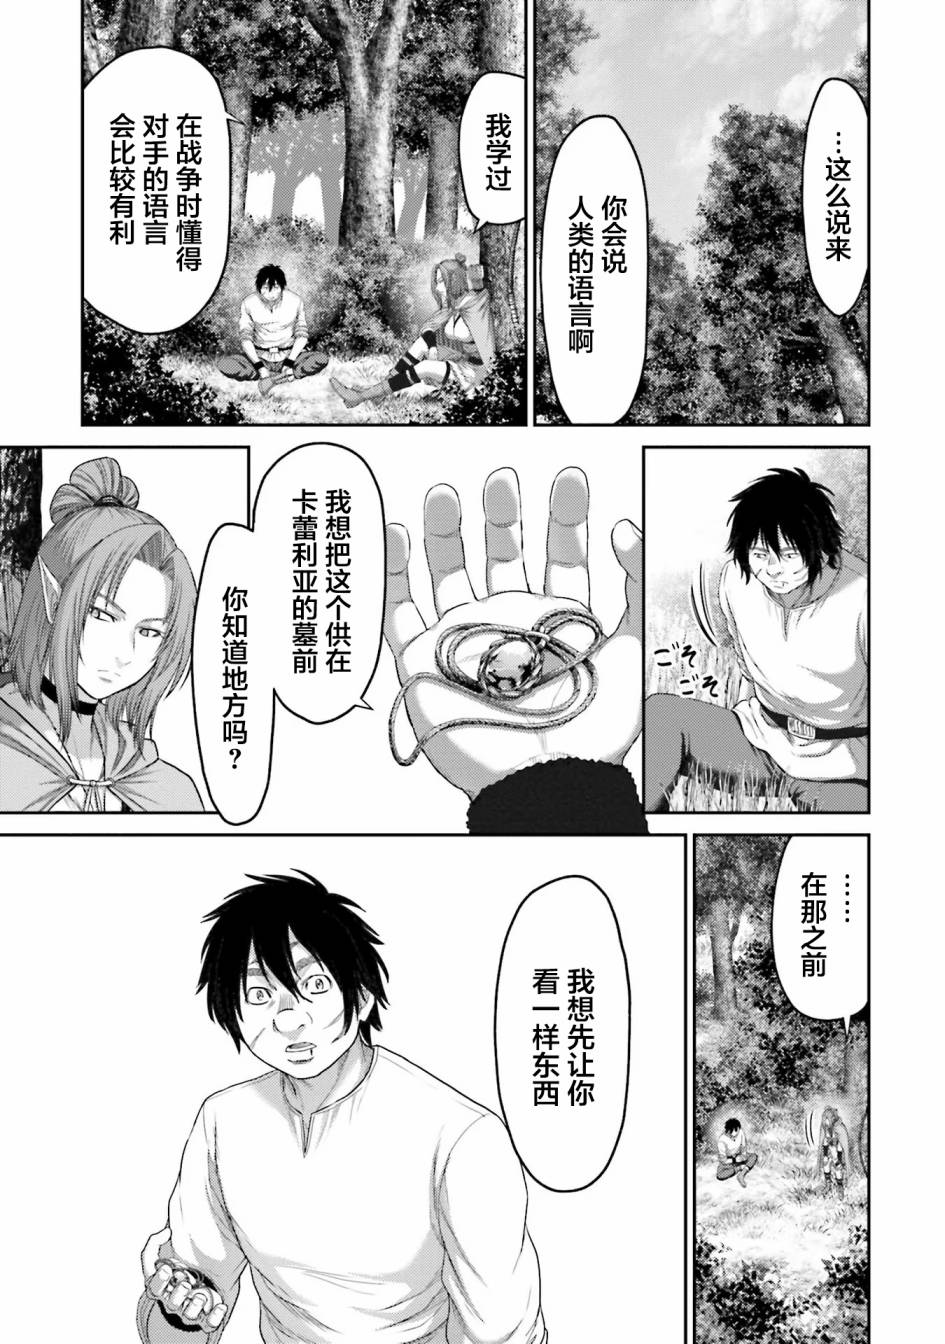 …这么说来
你会说
人类的语言啊
我学过
在战争时懂得
对手的语言
会比较有利
ごそ
ごそ
我想把这个供在
卡蕾利亚的墓前
你知道地方吗?
……
在那之前
我想先让你
看一样东西